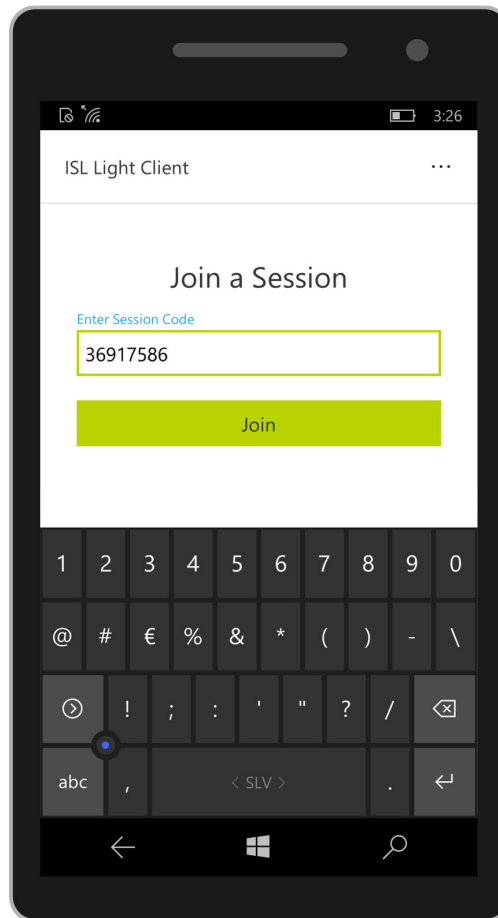 3:26
ISL Light Client ...
Join a Session
Enter Session Code
36917586
Join
1 2 3 4 5 6 7 8 9 0
@ # € % & * ( ) - \
! ; : ' " ? /
abc , < SLV > .